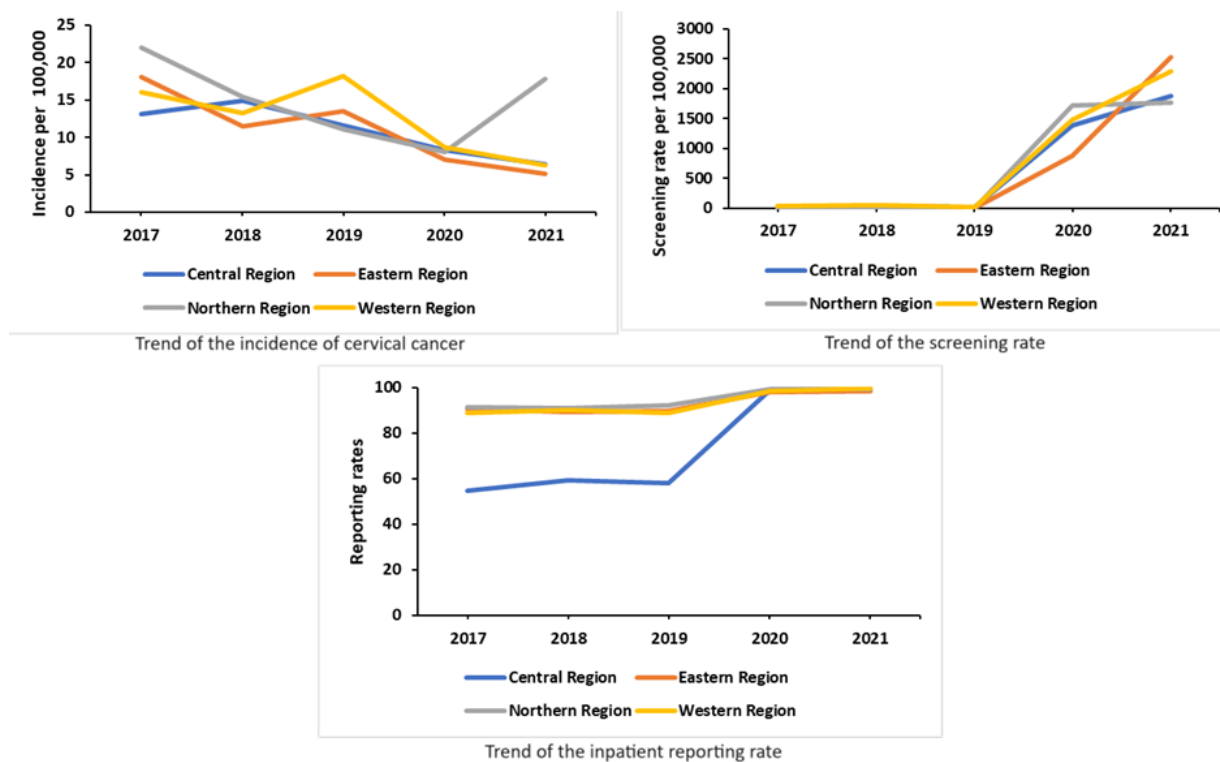 Incidence per 100,000
25
20
15
10
5
0
2017 2018 2019 2020 2021
Central Region Eastern Region
Northern Region Western Region
Trend of the incidence of cervical cancer
Screening rate per 100,000
3000
2500
2000
1500
1000
500
0
2017 2018 2019 2020 2021
Central Region Eastern Region
Northern Region Western Region
Trend of the screening rate
Reporting rates
100
80
60
40
20
0
2017 2018 2019 2020 2021
Central Region Eastern Region
Northern Region Western Region
Trend of the inpatient reporting rate